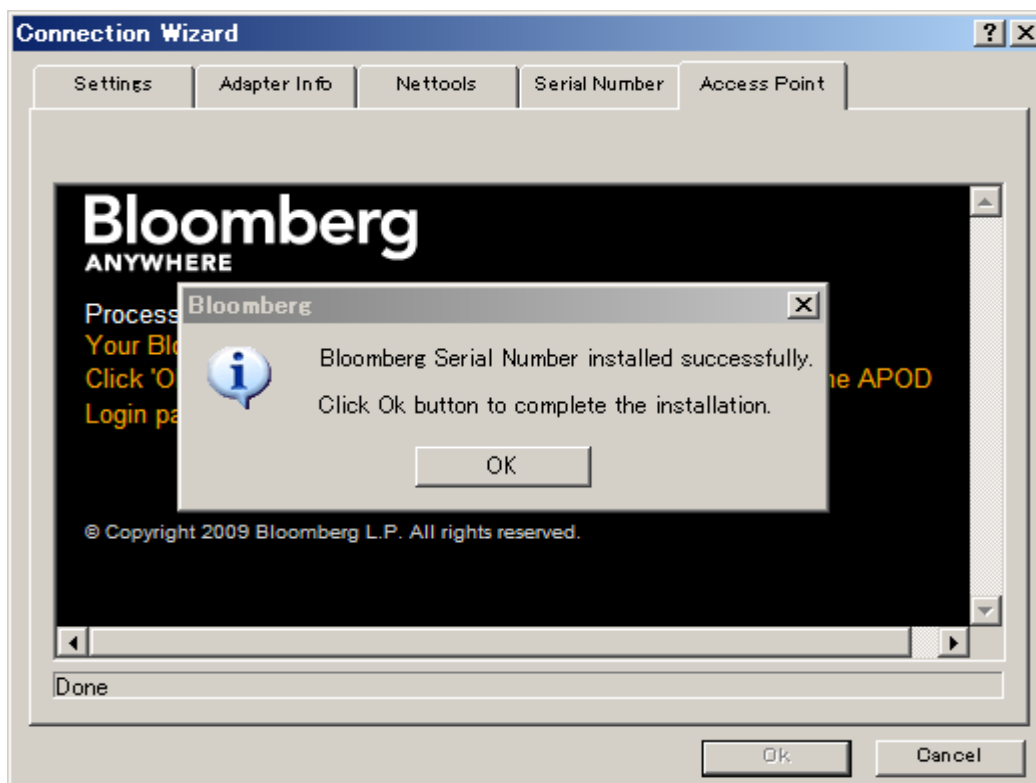 Connection Wizard
Settings
Adapter Info
Nettools
Serial Number
Access Point
Bloomberg
ANYWHERE
Process
Your Blo
Click 'O
he APOD
Login pa
Bloomberg
Bloomberg Serial Number installed successfully.
Click Ok button to complete the installation.
OK
© Copyright 2009 Bloomberg L.P. All rights reserved.
Done
Ok
Cancel